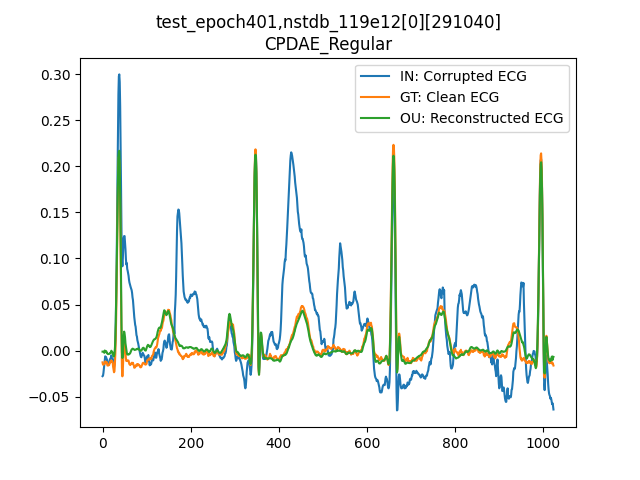 test_epoch401,nstdb_119e12[0][291040]
CPDAE_Regular
IN: Corrupted ECG
GT: Clean ECG
OU: Reconstructed ECG
0.30
0.25
0.20
0.15
0.10
0.05
0.00
−0.05
0 200 400 600 800 1000